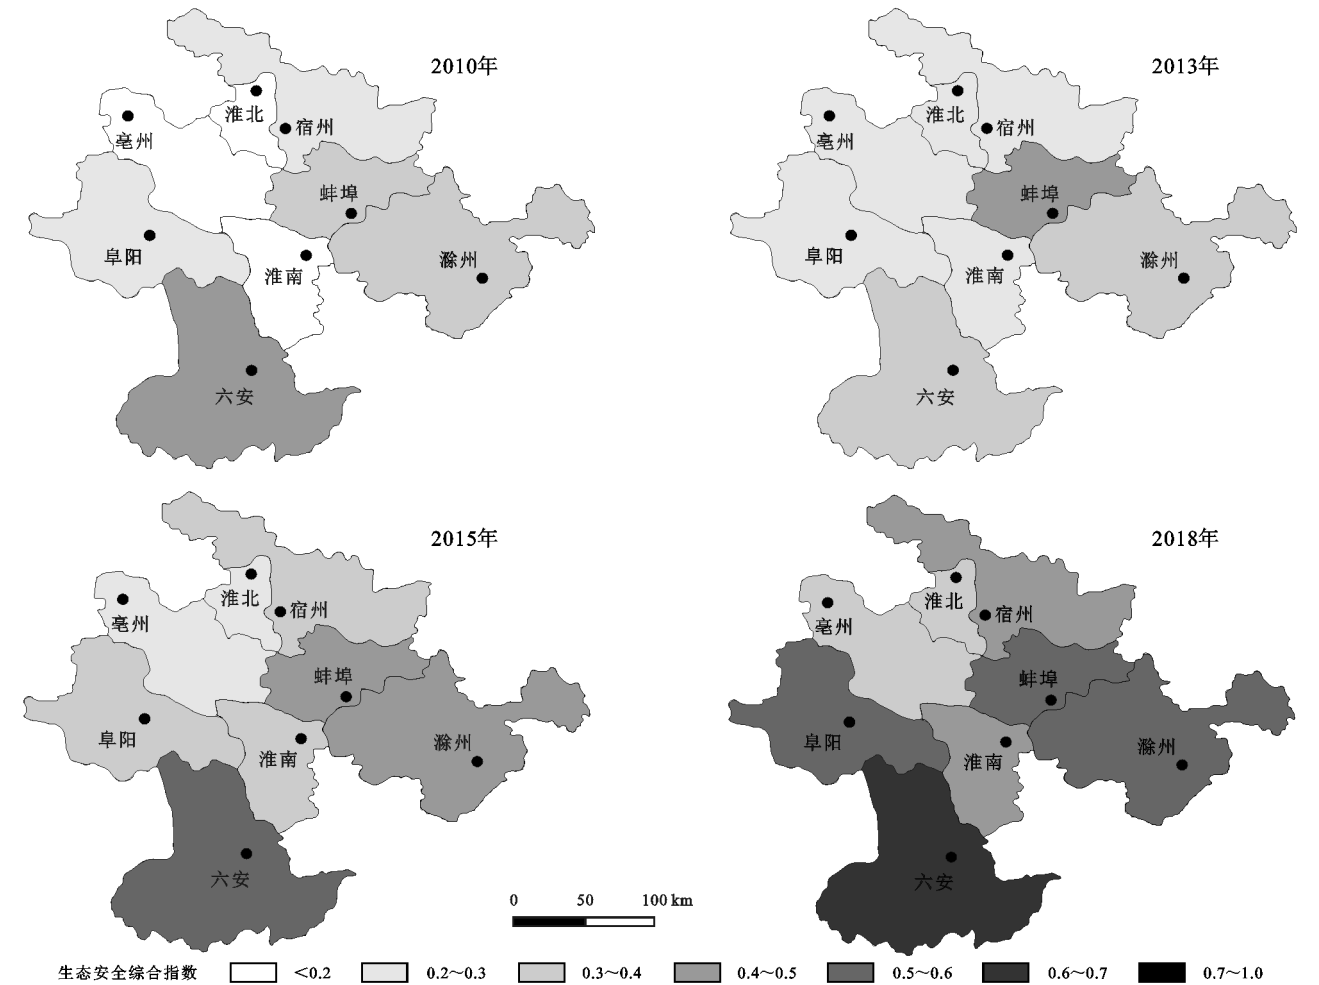 2010年
淮北
亳州
宿州
蚌埠
阜阳
淮南
滁州
六安
2013年
淮北
亳州
宿州
蚌埠
阜阳
淮南
滁州
六安
2015年
淮北
亳州
宿州
蚌埠
阜阳
淮南
滁州
六安
2018年
淮北
亳州
宿州
蚌埠
阜阳
淮南
滁州
六安
0 50 100 km
生态安全综合指数 <0.2 0.2～0.3 0.3～0.4 0.4～0.5 0.5～0.6 0.6～0.7 0.7～1.0